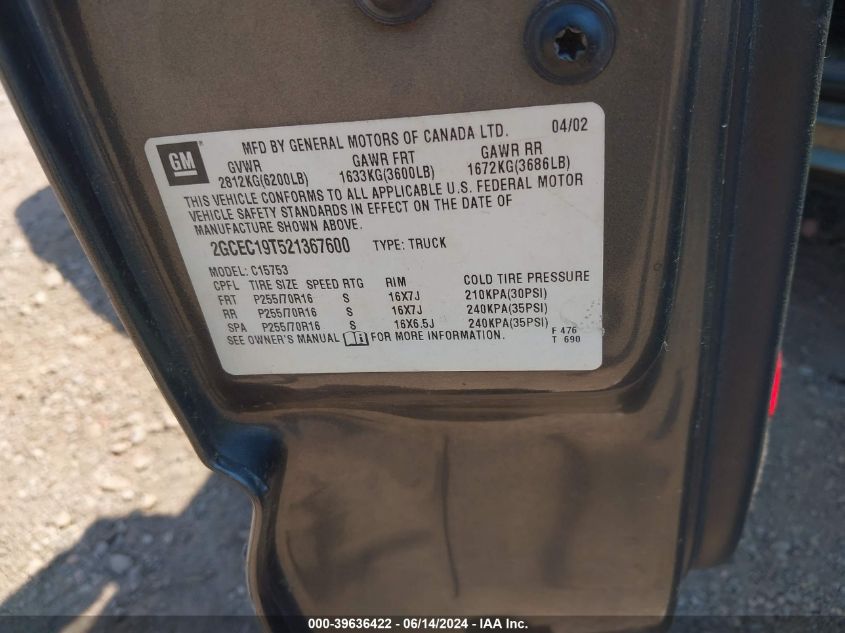 MFD BY GENERAL MOTORS OF CANADA LTD. 04/02
GM
GVWR GAWR FRT GAWR RR
2812KG(6200LB) 1633KG(3600LB) 1672KG(3686LB)
THIS VEHICLE CONFORMS TO ALL APPLICABLE U.S. FEDERAL MOTOR
VEHICLE SAFETY STANDARDS IN EFFECT ON THE DATE OF
MANUFACTURE SHOWN ABOVE.
2GCEC19T521367600 TYPE: TRUCK
MODEL: C15753
CPFL TIRE SIZE SPEED RTG RIM COLD TIRE PRESSURE
FRT P255/70R16 S 16X7J 210KPA(30PSI)
RR P255/70R16 S 16X7J 240KPA(35PSI)
SPA P255/70R16 S 16X6.5J 240KPA(35PSI)
SEE OWNER'S MANUAL FOR MORE INFORMATION. F 476
T 690
000-39636422 - 06/14/2024 - IAA Inc.